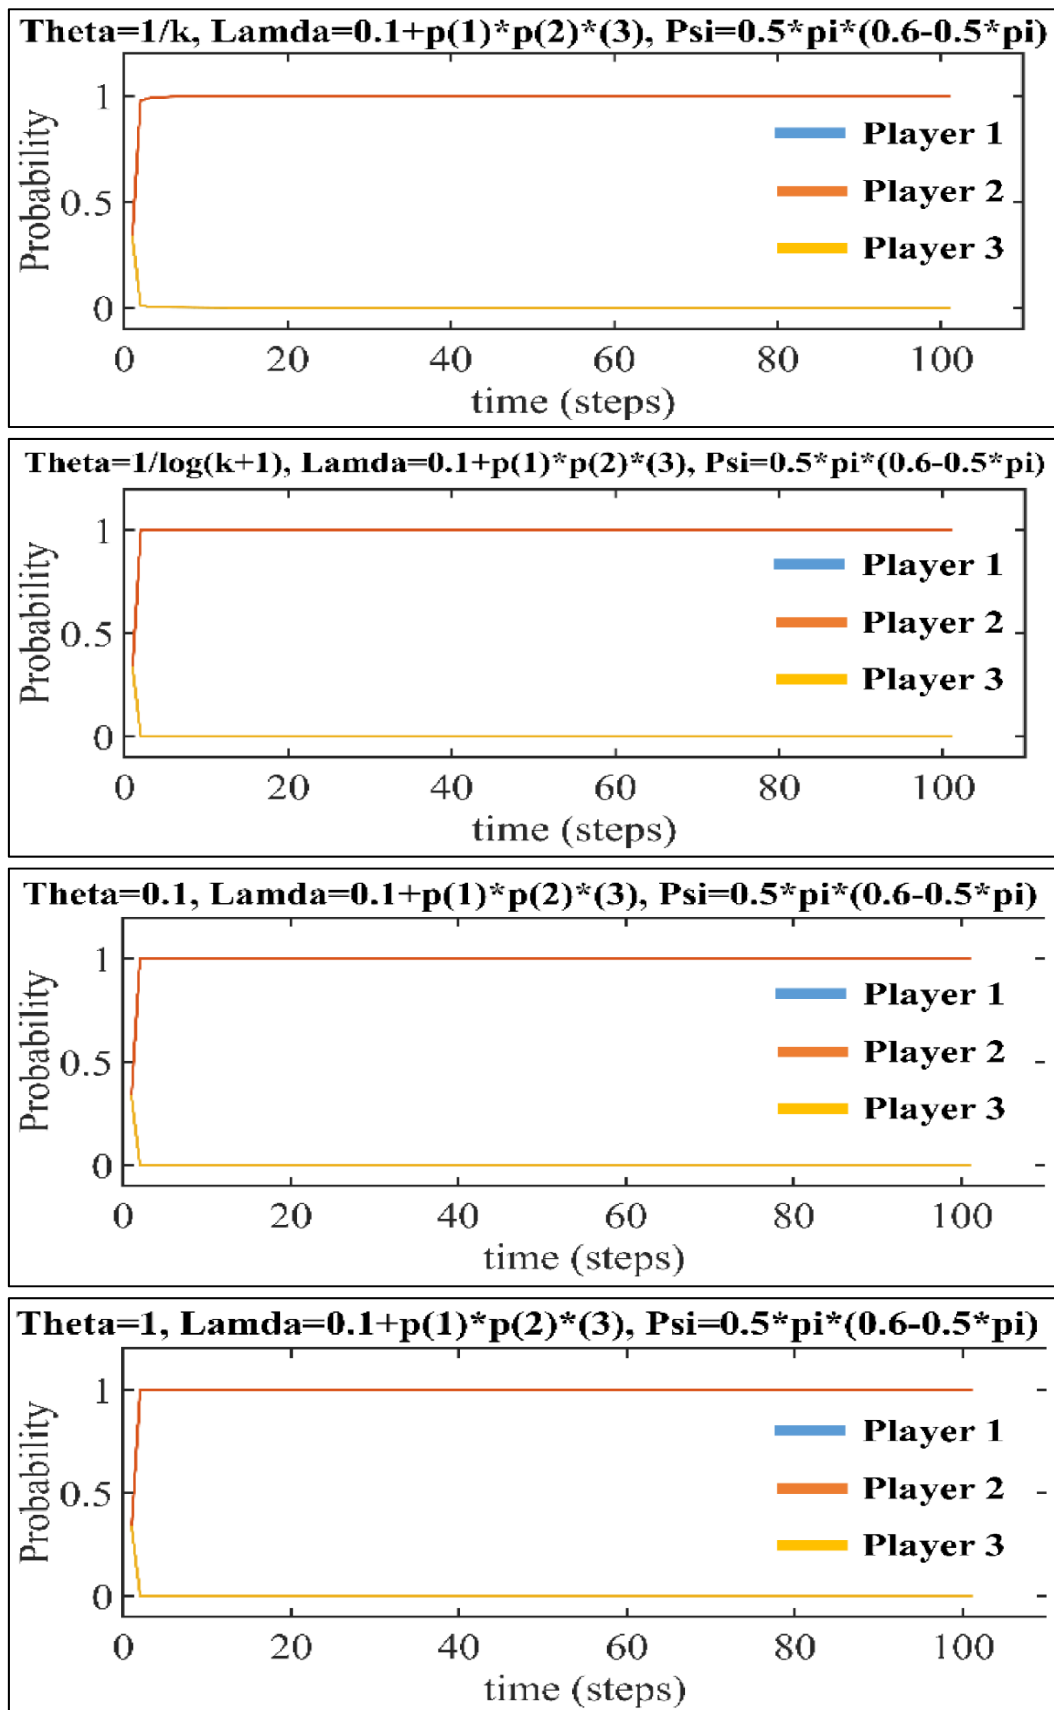 Theta=1/k, Lamda=0.1+p(1)*p(2)*(3), Psi=0.5*pi*(0.6-0.5*pi)
Probability
1
0.5
0
Player 1
Player 2
Player 3
0 20 40 60 80 100
time (steps)
Theta=1/log(k+1), Lamda=0.1+p(1)*p(2)*(3), Psi=0.5*pi*(0.6-0.5*pi)
Probability
1
0.5
0
Player 1
Player 2
Player 3
0 20 40 60 80 100
time (steps)
Theta=0.1, Lamda=0.1+p(1)*p(2)*(3), Psi=0.5*pi*(0.6-0.5*pi)
Probability
1
0.5
0
Player 1
Player 2
Player 3
0 20 40 60 80 100
time (steps)
Theta=1, Lamda=0.1+p(1)*p(2)*(3), Psi=0.5*pi*(0.6-0.5*pi)
Probability
1
0.5
0
Player 1
Player 2
Player 3
0 20 40 60 80 100
time (steps)